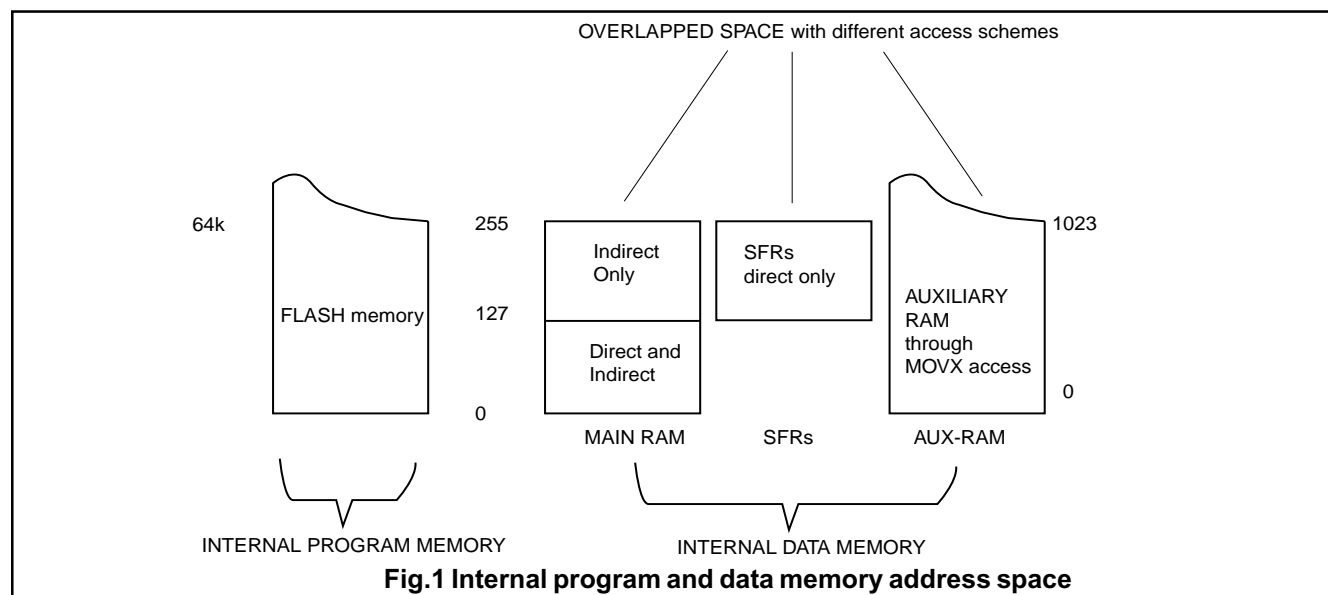 OVERLAPPED SPACE with different access schemes
64k
FLASH memory
255
127
0
Indirect
Only
Direct and
Indirect
SFRs
direct only
AUXILIARY
RAM
through
MOVX access
1023
0
MAIN RAM
SFRs
AUX-RAM
INTERNAL PROGRAM MEMORY
INTERNAL DATA MEMORY
Fig.1 Internal program and data memory address space